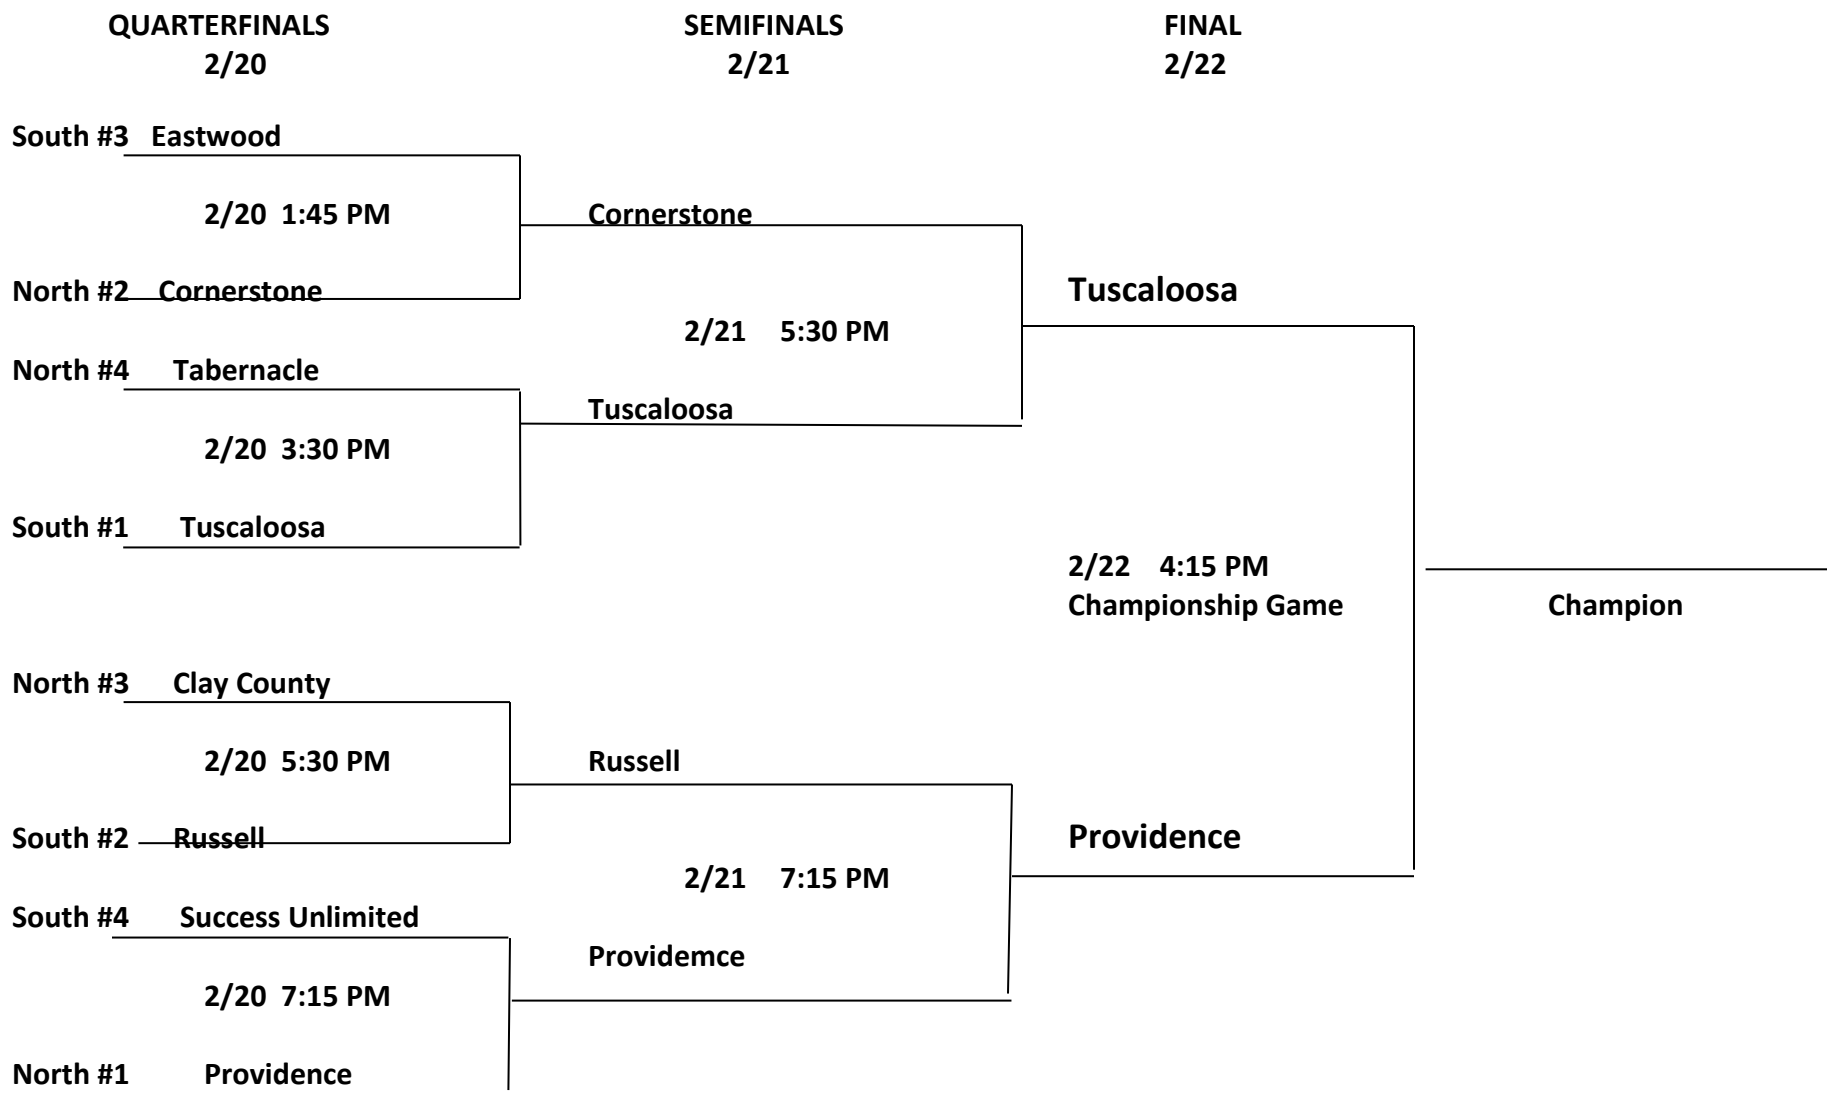 QUARTERFINALS SEMIFINALS FINAL
2/20 2/21 2/22
South #3 Eastwood
2/20 1:45 PM Cornerstone
North #2 Cornerstone Tuscaloosa
2/21 5:30 PM
North #4 Tabernacle
Tuscaloosa
2/20 3:30 PM
South #1 Tuscaloosa
2/22 4:15 PM
Championship Game Champion
North #3 Clay County
2/20 5:30 PM Russell
South #2 Russell Providence
2/21 7:15 PM
South #4 Success Unlimited
Providemce
2/20 7:15 PM
North #1 Providence